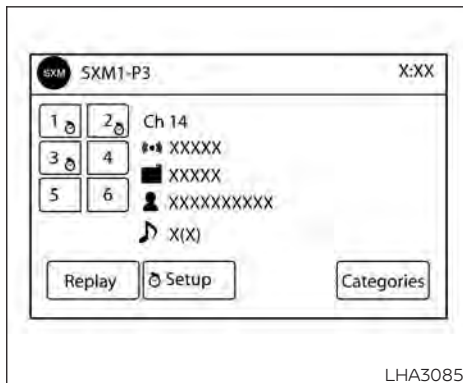 SXM SXM1-P3 X:XX
1 2 Ch 14
XXXXX
3 4
XXXXX
5 6
XXXXXXXXXX
X(X)
Replay Setup Categories
LHA3085